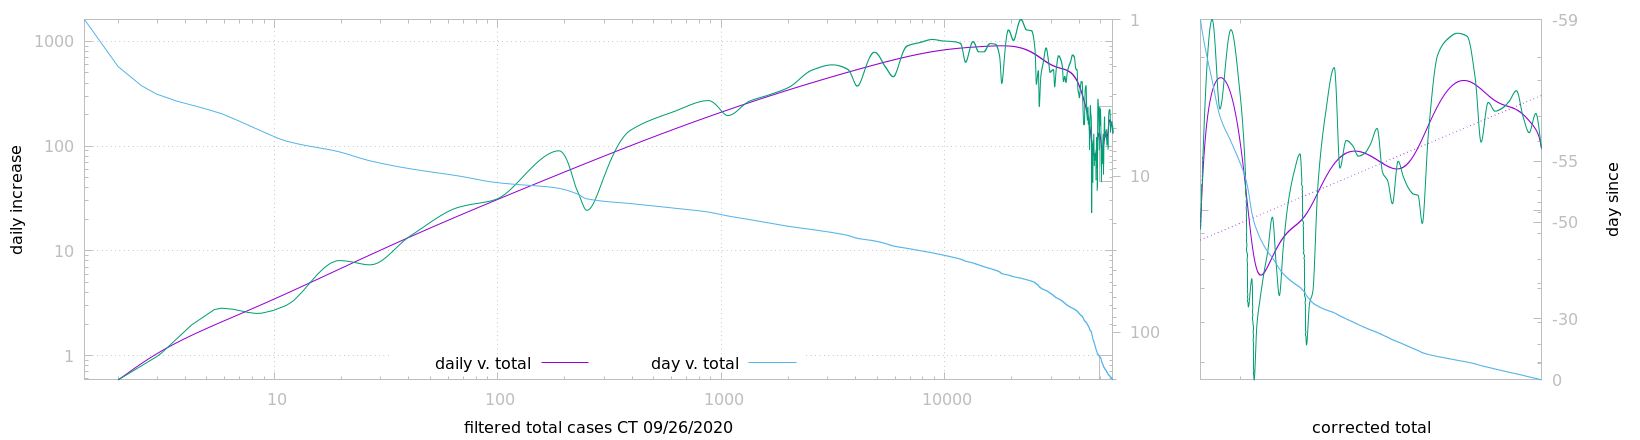 daily increase
1000
100
10
1
daily v. total
day v. total
10
100
1000
10000
filtered total cases CT 09/26/2020
1
10
100
-59
-55
-50
-30
0
day since
corrected total